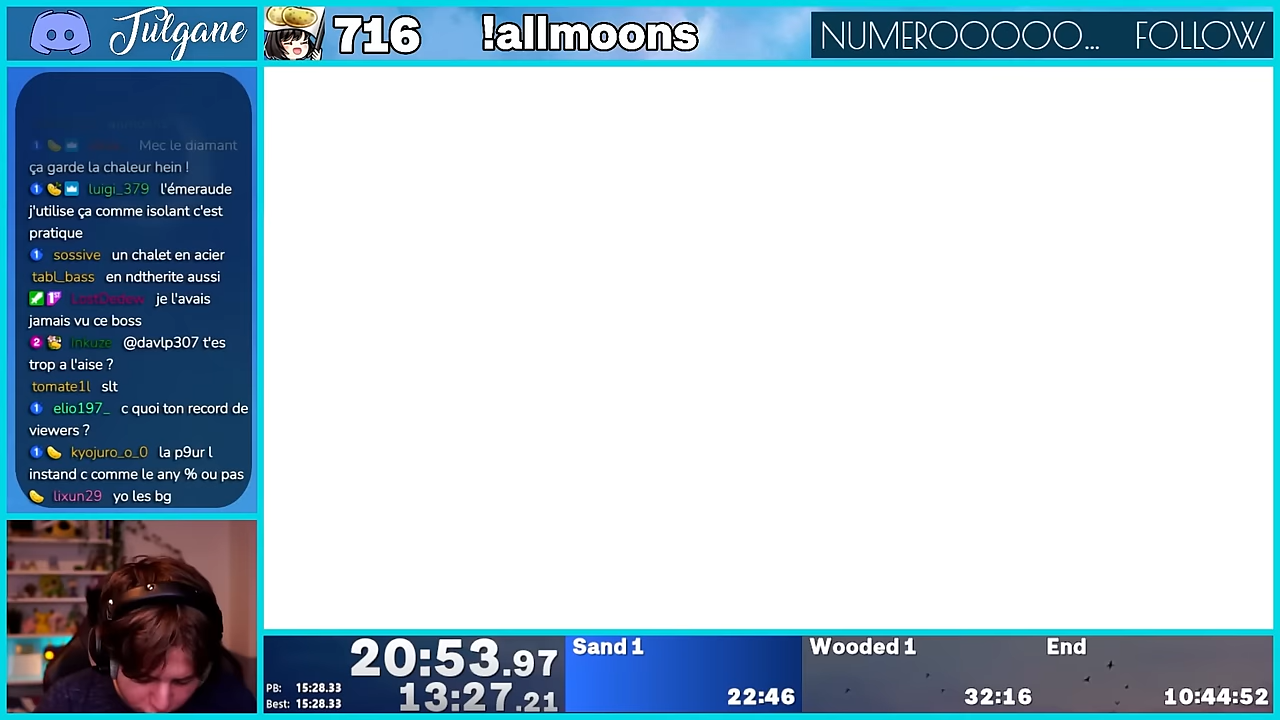 Julgane
716
!allmoons
NUMEROOOOO...
FOLLOW
Mec le diamant
ça garde la chaleur hein !
luigi_379 l'émeraude
j'utilise ça comme isolant c'est
pratique
sossive un chalet en acier
tabl_bass en ndtherite aussi
LostDedew je l'avais
jamais vu ce boss
Inkuze @davlp307 t'es
trop a l'aise ?
tomate1l slt
elio197_ c quoi ton record de
viewers ?
kyojuro_o_0 la p9ur l
instand c comme le any % ou pas
lixun29 yo les bg
20:53.97
PB: 15:28.33
Best: 15:28.33
13:27.21
Sand 1
22:46
Wooded 1
32:16
End
10:44:52